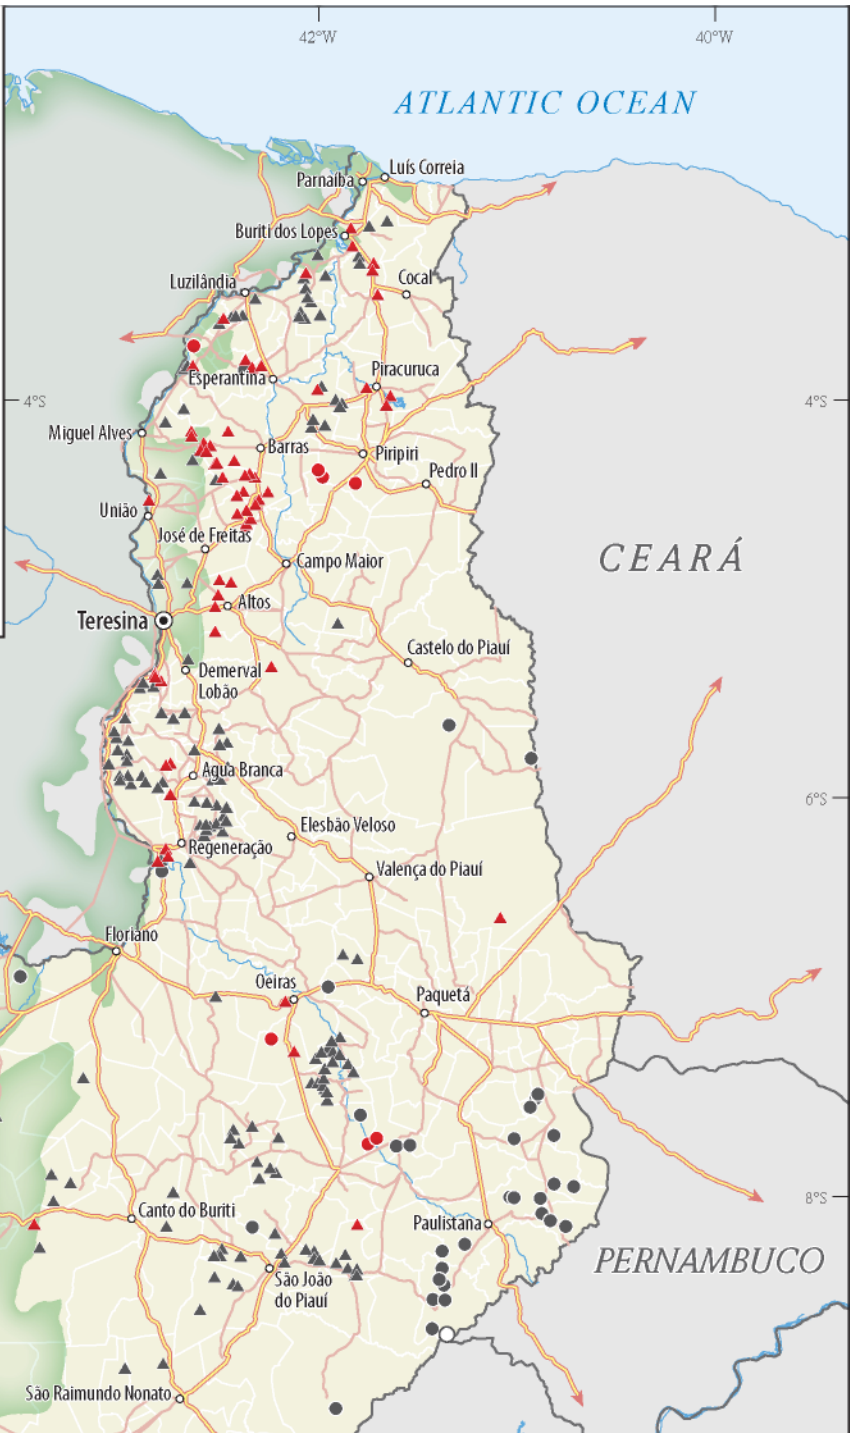 42°W
40°W
ATLANTIC OCEAN
Luís Correia
Parnaíba
Buriti dos Lopes
Luzilândia
Cocal
Piracuruca
Esperantina
4°S
4°S
Miguel Alves
Barras
Piripiri
Pedro II
União
José de Freitas
CEARÁ
Campo Maior
Altos
Teresina
Castelo do Piauí
Demerval
Lobão
Agua Branca
6°S
Elesbão Veloso
Regeneração
Valença do Piauí
Floriano
Oeiras
Paquetá
8°S
Canto do Buriti
Paulistana
PERNAMBUCO
São João
do Piauí
São Raimundo Nonato